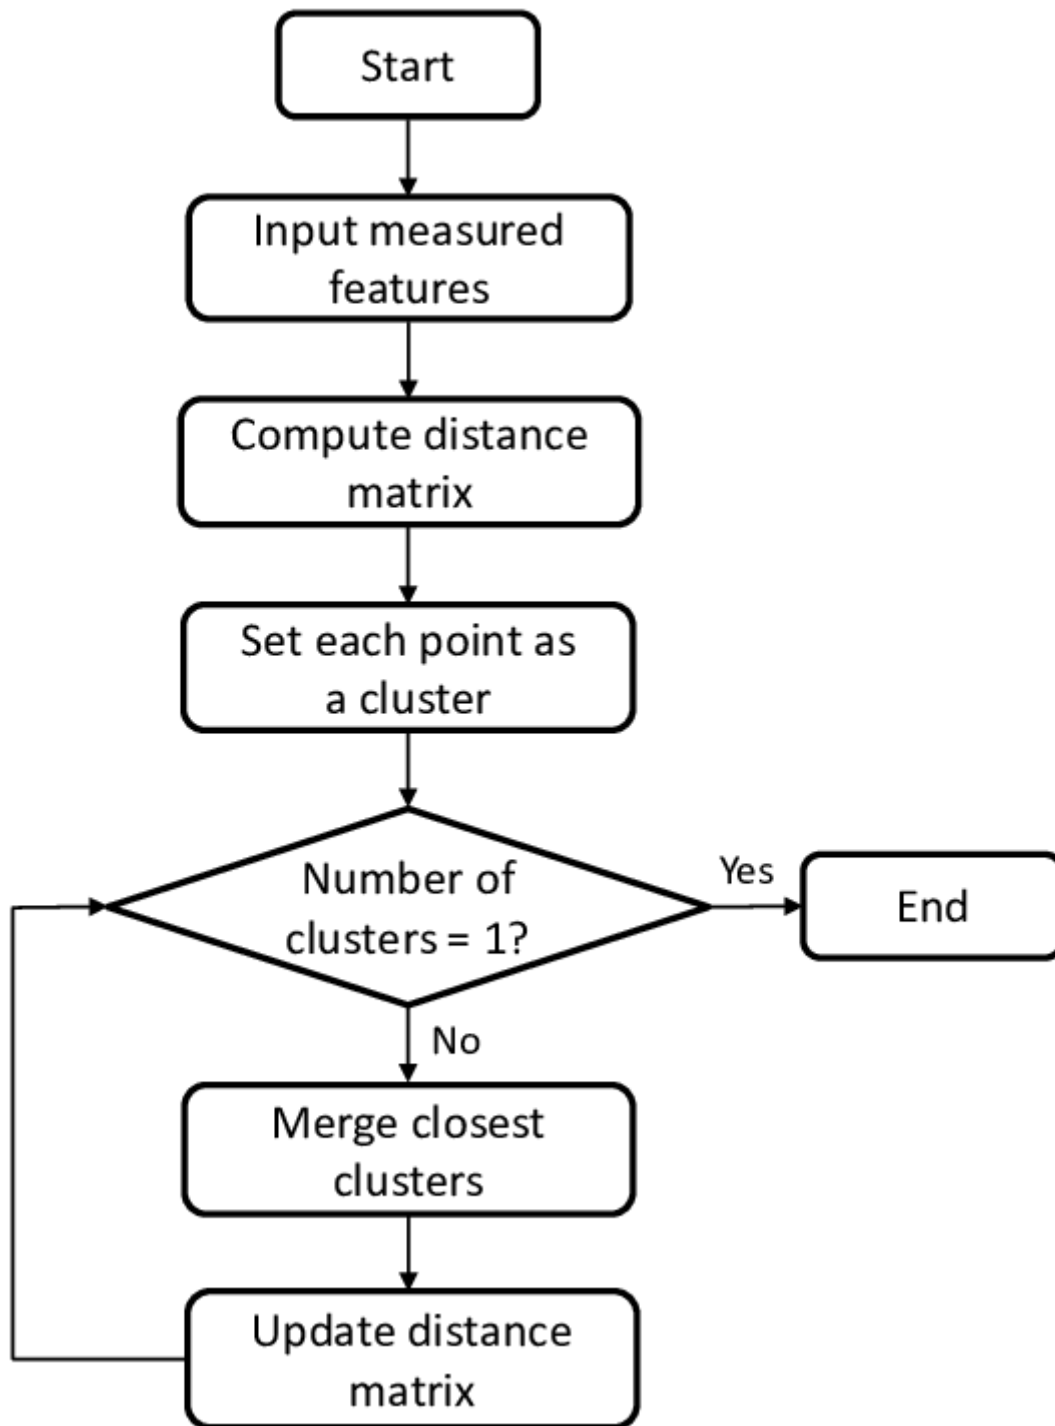 Start
Input measured
features
Compute distance
matrix
Set each point as
a cluster
Number of
clusters = 1?
Yes
End
No
Merge closest
clusters
Update distance
matrix